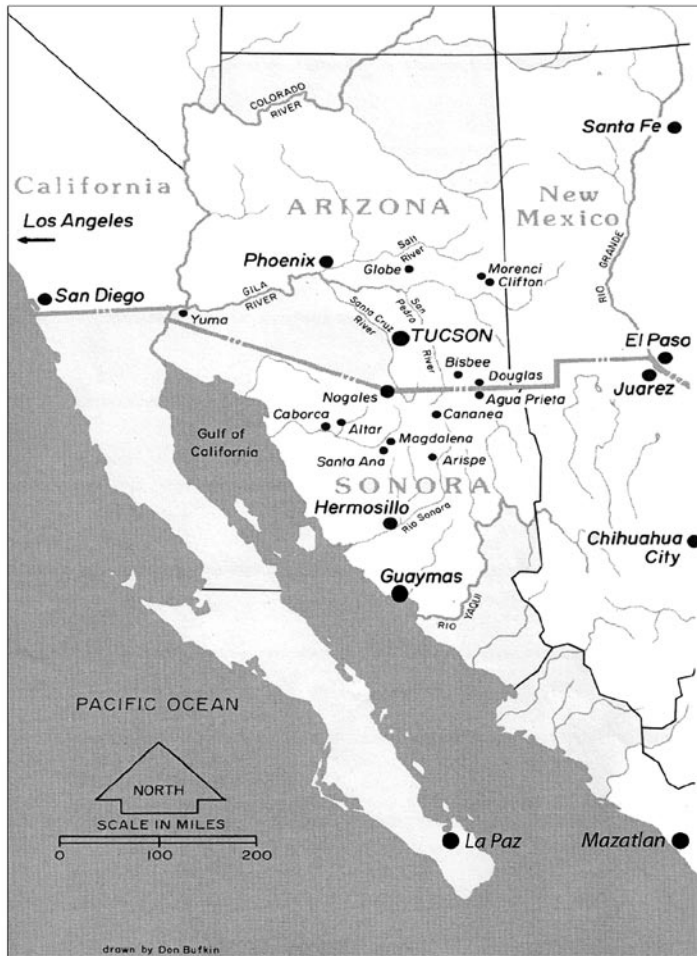 COLORADO
RIVER
Santa Fe
California
ARIZONA
New
Mexico
Los Angeles
Phoenix
Salt
River
Globe
Morenci
Clifton
RIO GRANDE
San Diego
GILA
RIVER
Yuma
Santa Cruz
River
San
Pedro
River
TUCSON
El Paso
Juarez
Bisbee
Douglas
Agua Prieta
Nogales
Cananea
Caborca
Altar
Gulf of
California
Magdalena
Santa Ana
Arispe
SONORA
Hermosillo
Rio Sonora
Chihuahua
City
Guaymas
RIO YAQUI
PACIFIC OCEAN
NORTH
SCALE IN MILES
0 100 200
La Paz
Mazatlan
drawn by Don Bufkin